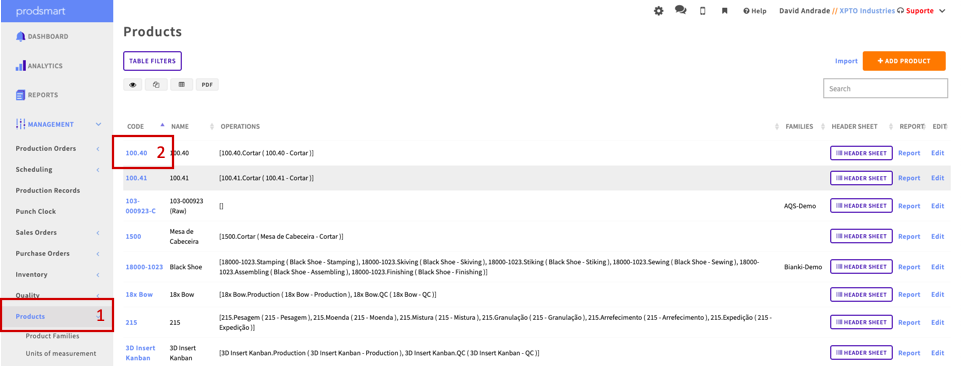 prodsmart
Help David Andrade // XPTO Industries Suporte
DASHBOARD
ANALYTICS
REPORTS
MANAGEMENT
Production Orders
Scheduling
Production Records
Punch Clock
Sales Orders
Purchase Orders
Inventory
Quality
Products 1
Product Families
Units of measurement
Products
TABLE FILTERS
Import + ADD PRODUCT
PDF
Search
CODE NAME OPERATIONS FAMILIES HEADER SHEET REPORT EDIT
100.40 2 100.40 [100.40.Cortar ( 100.40 - Cortar )] HEADER SHEET Report Edit
100.41 100.41 [100.41.Cortar ( 100.41 - Cortar )] HEADER SHEET Report Edit
103-
000923-C
103-000923
(Raw)
[] AQS-Demo HEADER SHEET Report Edit
1500
Mesa de
Cabeceira
[1500.Cortar ( Mesa de Cabeceira - Cortar )] HEADER SHEET Report Edit
18000-1023 Black Shoe
[18000-1023.Stamping ( Black Shoe - Stamping ), 18000-1023.Skiving ( Black Shoe - Skiving ), 18000-1023.Stiking ( Black Shoe - Stiking ), 18000-1023.Sewing ( Black Shoe - Sewing ), 18000-
1023.Assembling ( Black Shoe - Assembling ), 18000-1023.Finishing ( Black Shoe - Finishing )]
Bianki-Demo HEADER SHEET Report Edit
18x Bow 18x Bow [18x Bow.Production ( 18x Bow - Production ), 18x Bow.QC ( 18x Bow - QC )] HEADER SHEET Report Edit
215 215
[215.Pesagem ( 215 - Pesagem ), 215.Moenda ( 215 - Moenda ), 215.Mistura ( 215 - Mistura ), 215.Granulação ( 215 - Granulação ), 215.Arrefecimento ( 215 - Arrefecimento ), 215.Expedição ( 215 -
Expedição )]
HEADER SHEET Report Edit
3D Insert
Kanban
3D Insert
Kanban
[3D Insert Kanban.Production ( 3D Insert Kanban - Production ), 3D Insert Kanban.QC ( 3D Insert Kanban - QC )] HEADER SHEET Report Edit